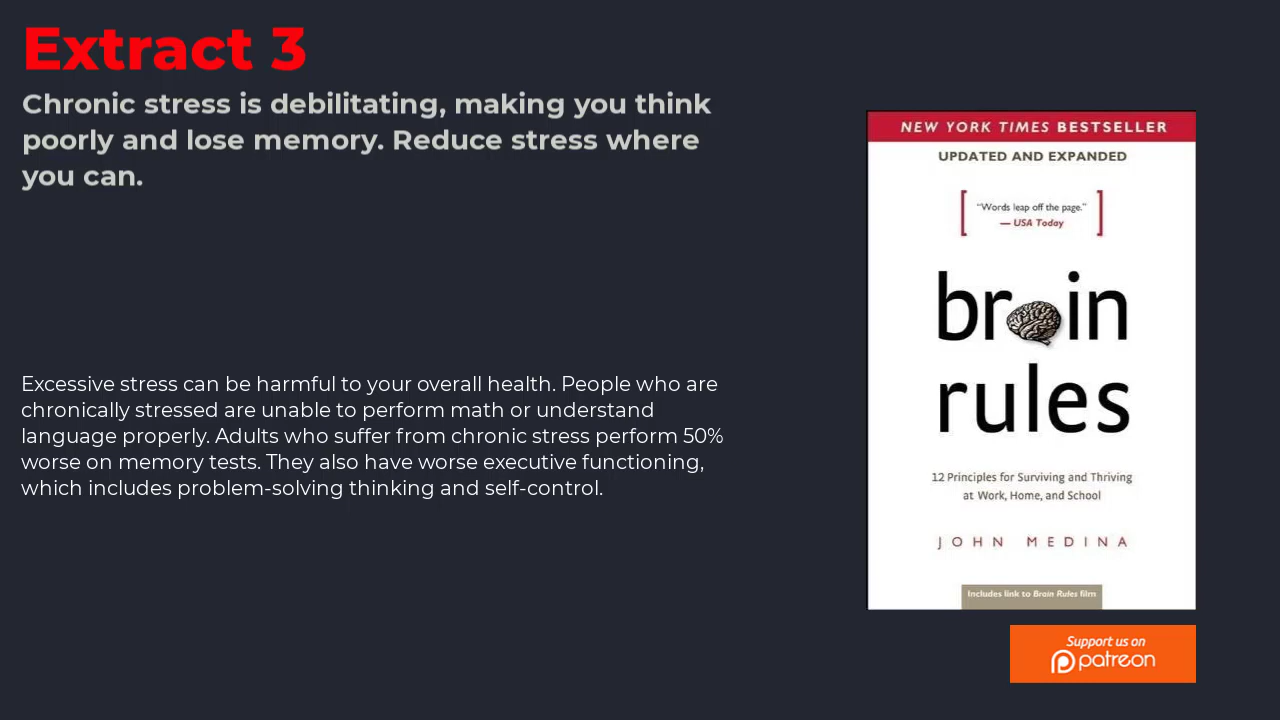 Extract 3
Chronic stress is debilitating, making you think
poorly and lose memory. Reduce stress where
you can.
Excessive stress can be harmful to your overall health. People who are
chronically stressed are unable to perform math or understand
language properly. Adults who suffer from chronic stress perform 50%
worse on memory tests. They also have worse executive functioning,
which includes problem-solving thinking and self-control.
NEW YORK TIMES BESTSELLER
UPDATED AND EXPANDED
"Words leap off the page."
— USA Today
brain
rules
12 Principles for Surviving and Thriving
at Work, Home, and School
JOHN MEDINA
Includes link to Brain Rules film
Support us on
patreon